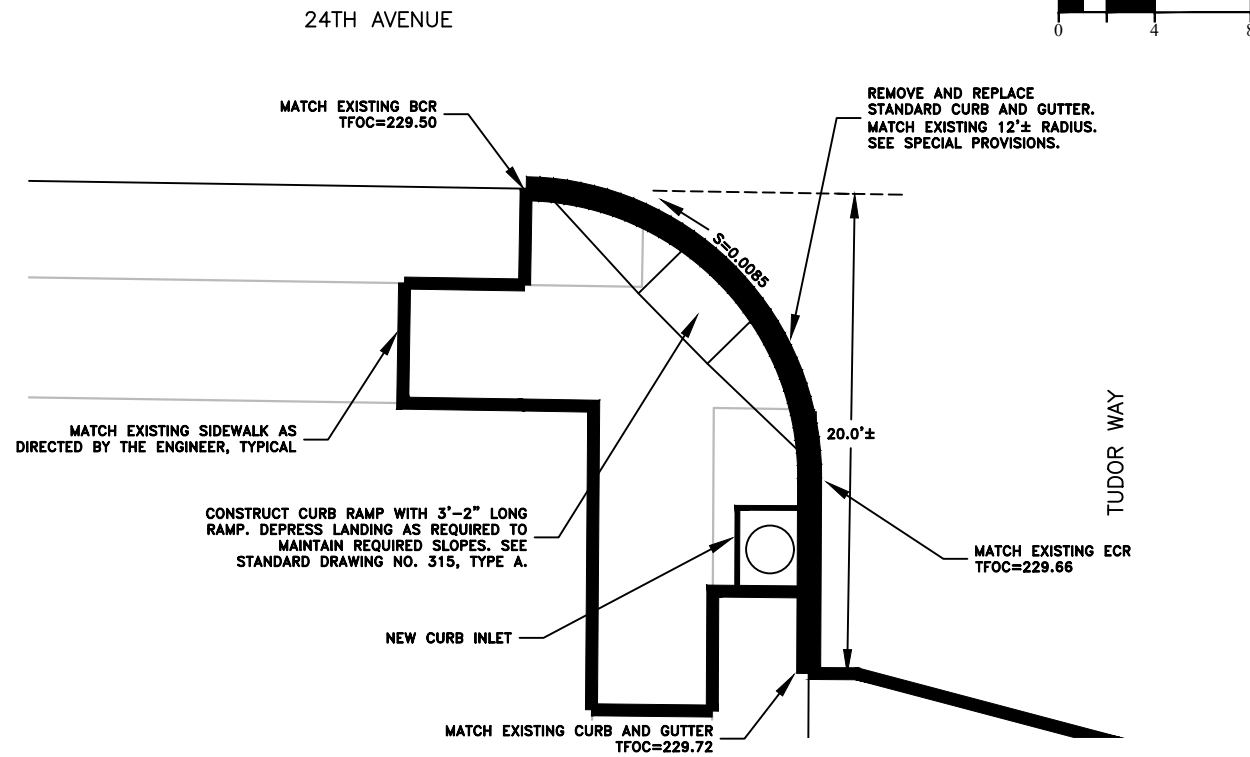 24TH AVENUE
0 4 8
MATCH EXISTING BCR
TFOC=229.50
REMOVE AND REPLACE
STANDARD CURB AND GUTTER.
MATCH EXISTING 12'± RADIUS.
SEE SPECIAL PROVISIONS.
S=0.0085
20.0'±
TUDOR WAY
MATCH EXISTING SIDEWALK AS
DIRECTED BY THE ENGINEER, TYPICAL
CONSTRUCT CURB RAMP WITH 3'-2" LONG
RAMP. DEPRESS LANDING AS REQUIRED TO
MAINTAIN REQUIRED SLOPES. SEE
STANDARD DRAWING NO. 315, TYPE A.
MATCH EXISTING ECR
TFOC=229.66
NEW CURB INLET
MATCH EXISTING CURB AND GUTTER
TFOC=229.72